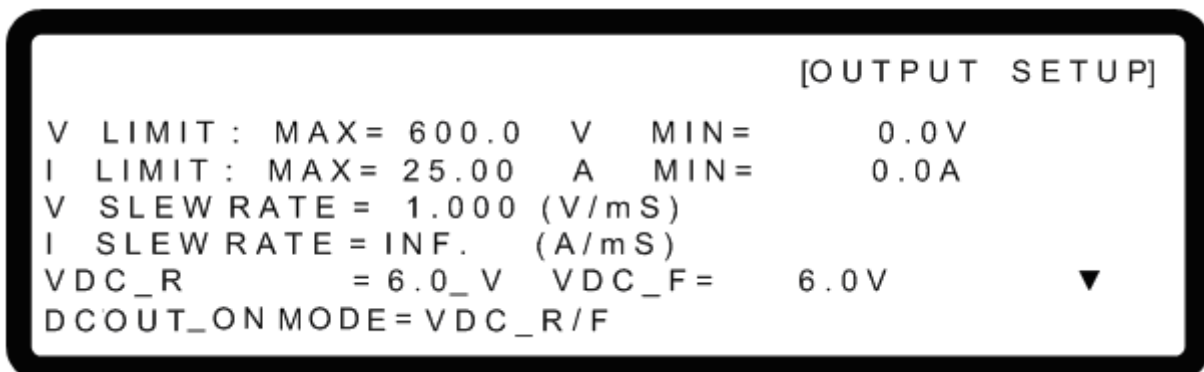 [OUTPUT SETUP]
V LIMIT: MAX= 600.0 V MIN= 0.0V
I LIMIT: MAX= 25.00 A MIN= 0.0A
V SLEW RATE = 1.000 (V/mS)
I SLEW RATE = INF. (A/mS)
VDC_R = 6.0_ V VDC_F= 6.0V ▼
DCOUT_ON MODE= VDC_R/F